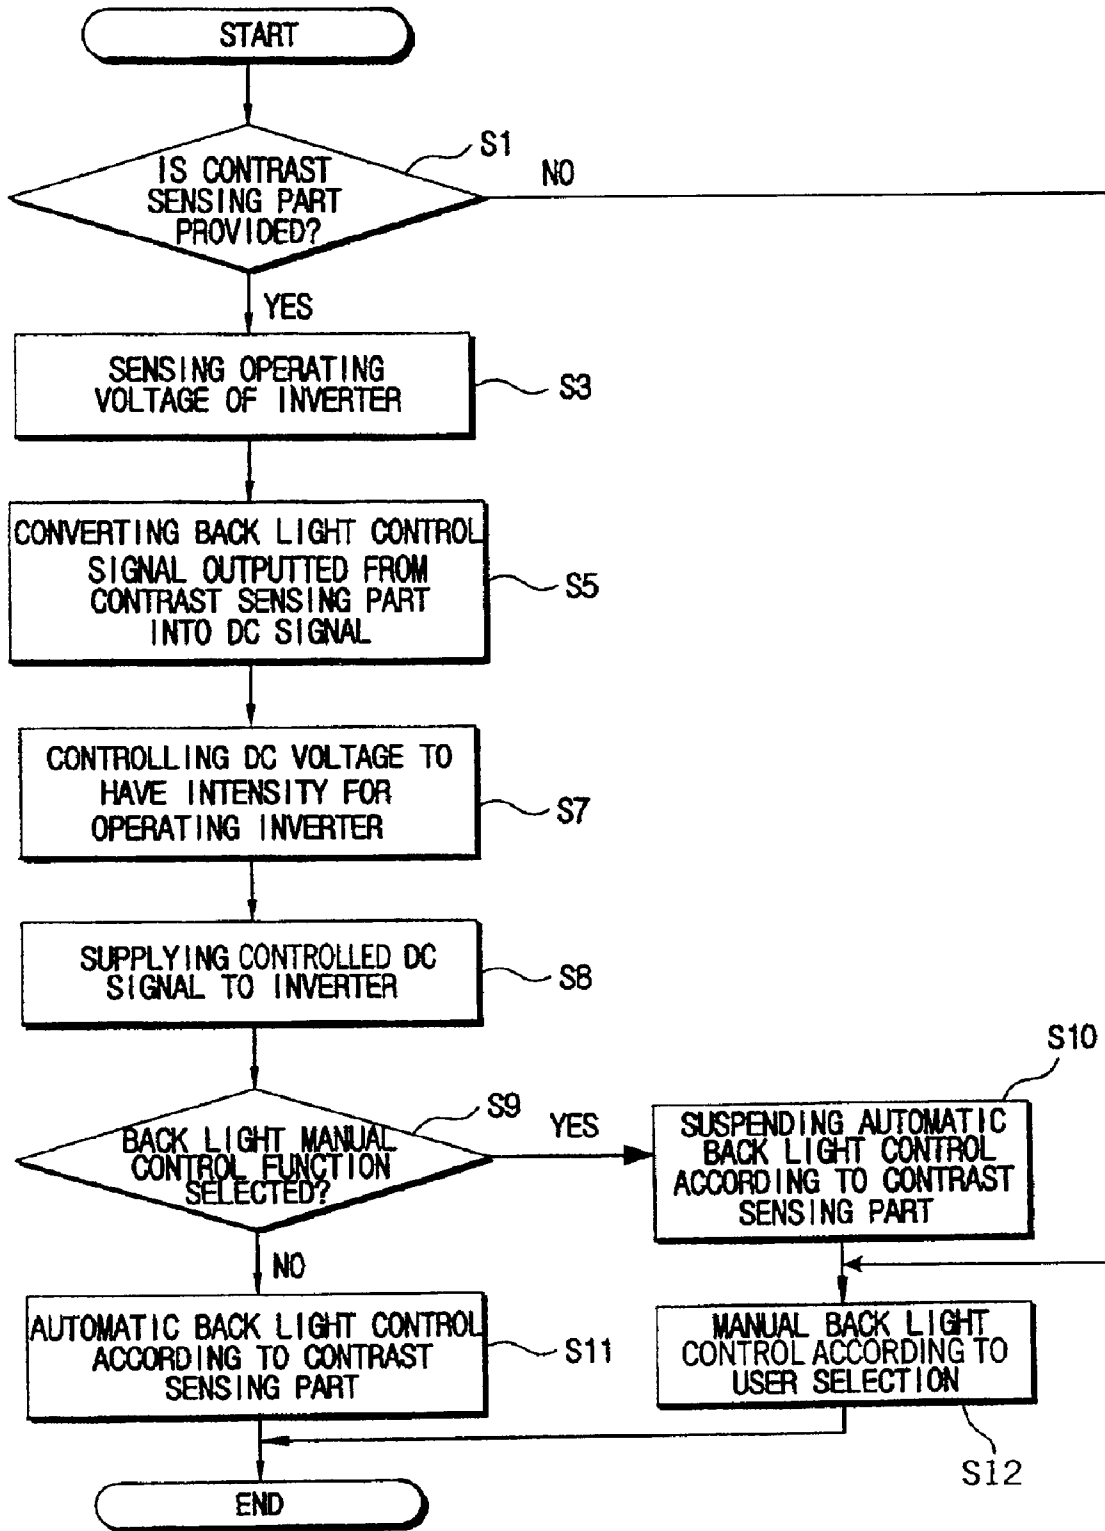 START
S1
IS CONTRAST
SENSING PART
PROVIDED?
NO
YES
SENSING OPERATING
VOLTAGE OF INVERTER
S3
CONVERTING BACK LIGHT CONTROL
SIGNAL OUTPUTTED FROM
CONTRAST SENSING PART
INTO DC SIGNAL
S5
CONTROLLING DC VOLTAGE TO
HAVE INTENSITY FOR
OPERATING INVERTER
S7
SUPPLYING CONTROLLED DC
SIGNAL TO INVERTER
S8
S9
BACK LIGHT MANUAL
CONTROL FUNCTION
SELECTED?
YES
S10
SUSPENDING AUTOMATIC
BACK LIGHT CONTROL
ACCORDING TO CONTRAST
SENSING PART
NO
AUTOMATIC BACK LIGHT CONTROL
ACCORDING TO CONTRAST
SENSING PART
S11
MANUAL BACK LIGHT
CONTROL ACCORDING TO
USER SELECTION
S12
END